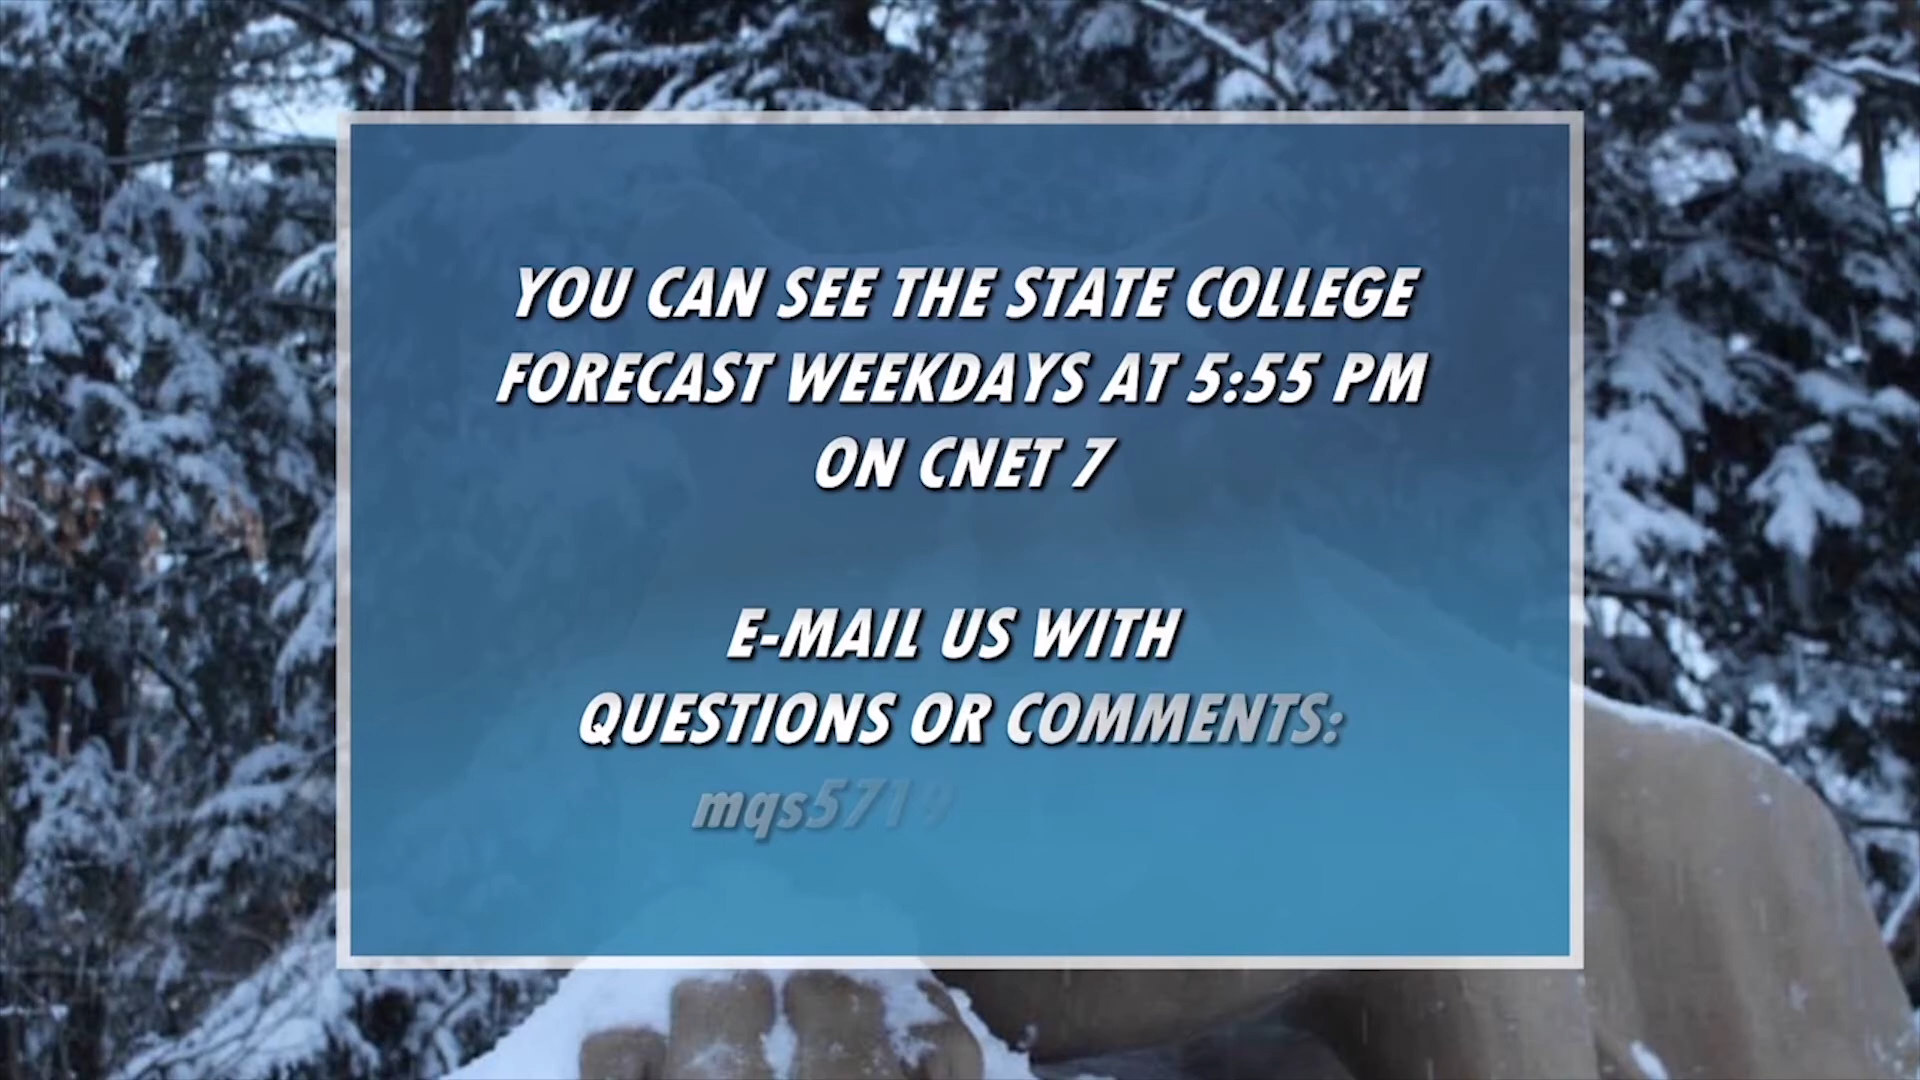 YOU CAN SEE THE STATE COLLEGE
FORECAST WEEKDAYS AT 5:55 PM
ON CNET 7
E-MAIL US WITH
QUESTIONS OR COMMENTS:
mqs5719